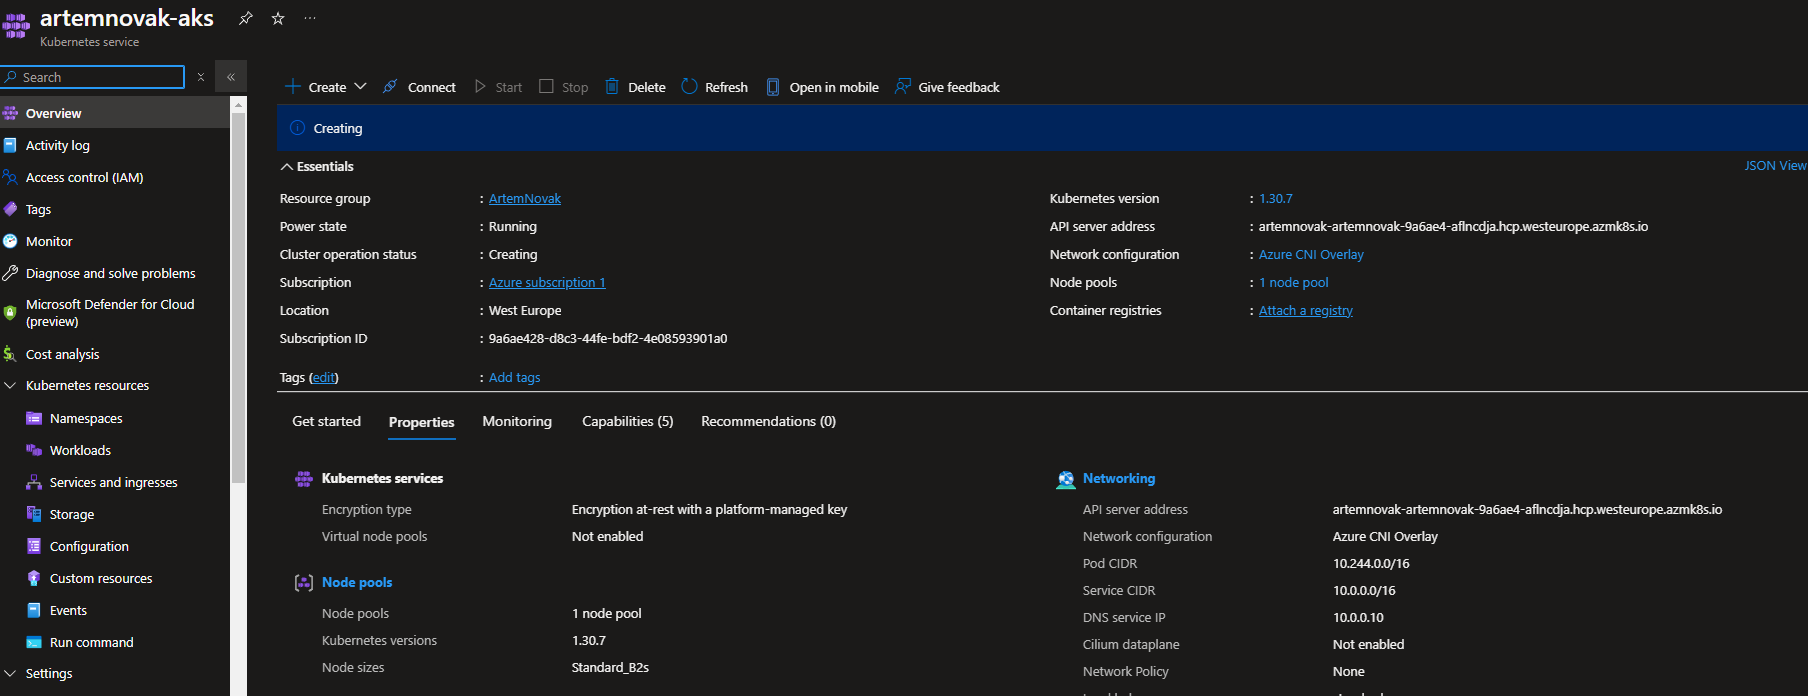 artemnovak-aks
Kubernetes service
Search
Overview
Activity log
Access control (IAM)
Tags
Monitor
Diagnose and solve problems
Microsoft Defender for Cloud
(preview)
Cost analysis
Kubernetes resources
Namespaces
Workloads
Services and ingresses
Storage
Configuration
Custom resources
Events
Run command
Settings
Create Connect Start Stop Delete Refresh Open in mobile Give feedback
Creating
Essentials
JSON View
Resource group : ArtemNovak
Power state : Running
Cluster operation status : Creating
Subscription : Azure subscription 1
Location : West Europe
Subscription ID : 9a6ae428-d8c3-44fe-bdf2-4e08593901a0
Kubernetes version : 1.30.7
API server address : artemnovak-artemnovak-9a6ae4-aflncdja.hcp.westeurope.azmk8s.io
Network configuration : Azure CNI Overlay
Node pools : 1 node pool
Container registries : Attach a registry
Tags (edit) : Add tags
Get started Properties Monitoring Capabilities (5) Recommendations (0)
Kubernetes services
Encryption type Encryption at-rest with a platform-managed key
Virtual node pools Not enabled
Node pools
Node pools 1 node pool
Kubernetes versions 1.30.7
Node sizes Standard_B2s
Networking
API server address artemnovak-artemnovak-9a6ae4-aflncdja.hcp.westeurope.azmk8s.io
Network configuration Azure CNI Overlay
Pod CIDR 10.244.0.0/16
Service CIDR 10.0.0.0/16
DNS service IP 10.0.0.10
Cilium dataplane Not enabled
Network Policy None